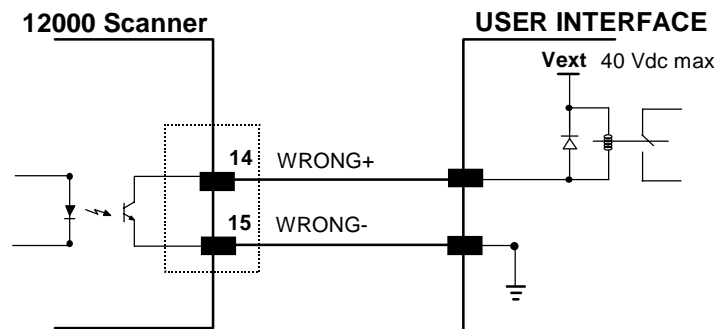 12000 Scanner
USER INTERFACE
Vext 40 Vdc max
14 WRONG+
15 WRONG-